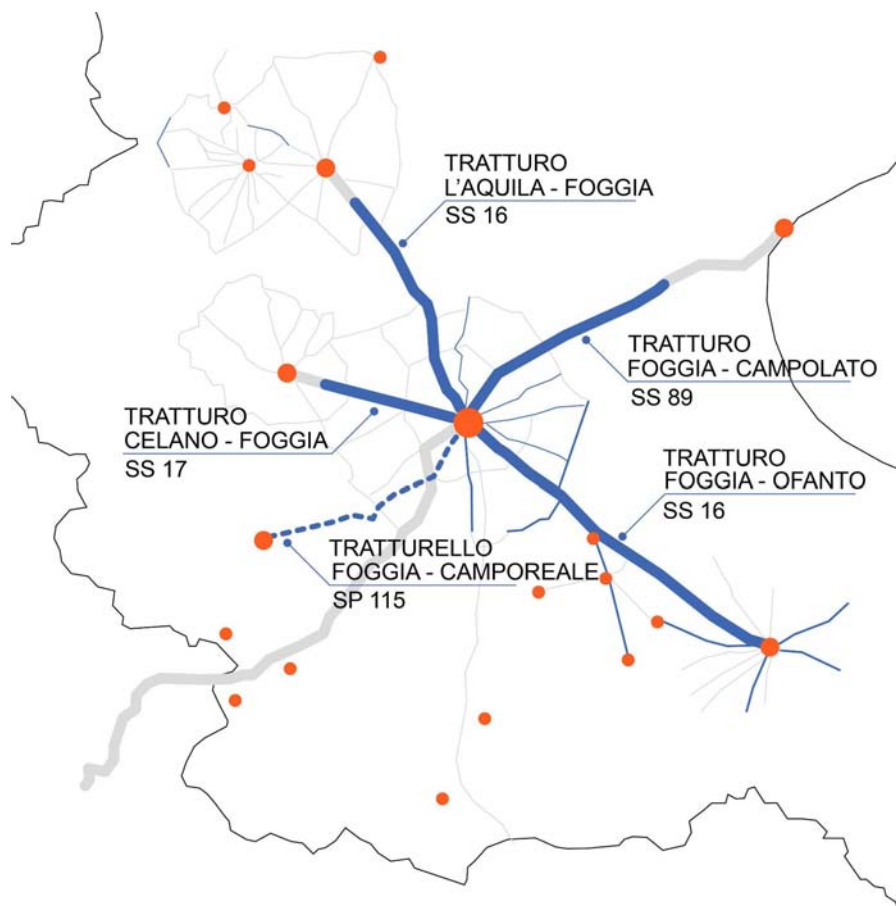 TRATTURO
L'AQUILA - FOGGIA
SS 16
TRATTURO
FOGGIA - CAMPOLATO
SS 89
TRATTURO
CELANO - FOGGIA
SS 17
TRATTURO
FOGGIA - OFANTO
SS 16
TRATTURELLO
FOGGIA - CAMPOREALE
SP 115